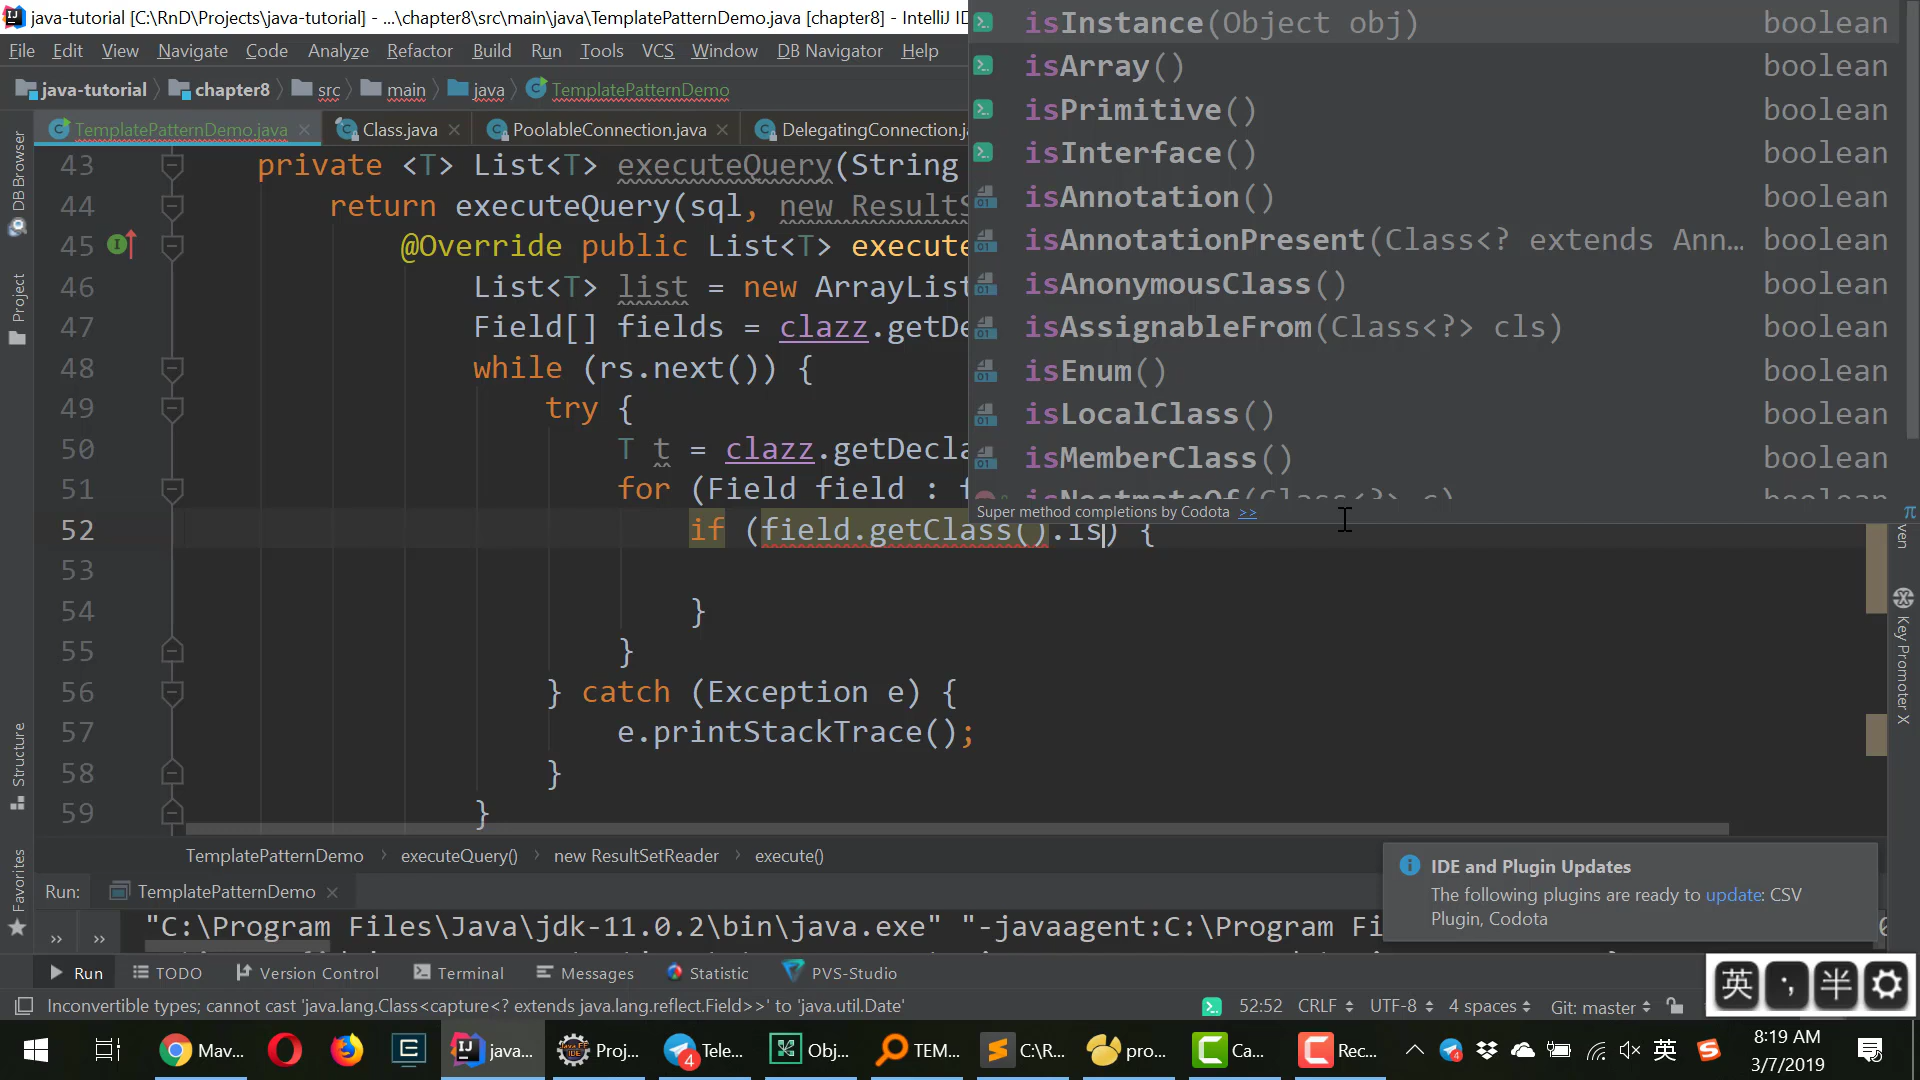 java-tutorial [C:\RnD\Projects\java-tutorial] - ...\chapter8\src\main\java\TemplatePatternDemo.java [chapter8] - IntelliJ ID
File Edit View Navigate Code Analyze Refactor Build Run Tools VCS Window DB Navigator Help
java-tutorial chapter8 src main java TemplatePatternDemo
TemplatePatternDemo.java Class.java PoolableConnection.java DelegatingConnection.j
isInstance(Object obj) boolean
isArray() boolean
isPrimitive() boolean
isInterface() boolean
isAnnotation() boolean
isAnnotationPresent(Class<? extends Ann… boolean
isAnonymousClass() boolean
isAssignableFrom(Class<?> cls) boolean
isEnum() boolean
isLocalClass() boolean
isMemberClass() boolean
isNestmateOf(Class<?> c) boolean
Super method completions by Codota >> π
43 private <T> List<T> executeQuery(String
44 return executeQuery(sql, new ResultS
45 @Override public List<T> execute
46 List<T> list = new ArrayList
47 Field[] fields = clazz.getDe
48 while (rs.next()) {
49 try {
50 T t = clazz.getDecla
51 for (Field field : f
52 if (field.getClass().is) {
53
54 }
55 }
56 } catch (Exception e) {
57 e.printStackTrace();
58 }
59 }
DB Browser
Project
Structure
Favorites
ven
Key Promoter X
TemplatePatternDemo executeQuery() new ResultSetReader execute()
Run: TemplatePatternDemo
"C:\Program Files\Java\jdk-11.0.2\bin\java.exe" "-javaagent:C:\Program Fi
IDE and Plugin Updates
The following plugins are ready to update: CSV
Plugin, Codota
Run TODO Version Control Terminal Messages Statistic PVS-Studio
英 半
Inconvertible types; cannot cast 'java.lang.Class<capture<? extends java.lang.reflect.Field>>' to 'java.util.Date' 52:52 CRLF UTF-8 4 spaces Git: master
Mav... java... Proj... Tele... Obj... TEM... C:\R... pro... Ca... Rec... 英 8:19 AM
3/7/2019